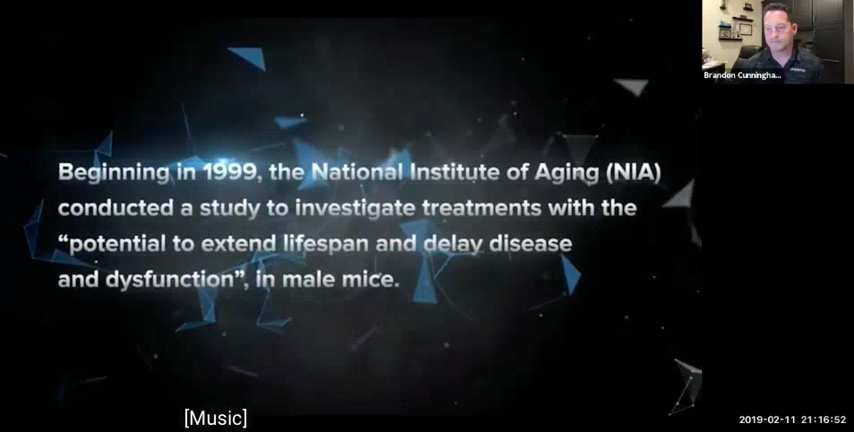 Brandon Cunningha...
Beginning in 1999, the National Institute of Aging (NIA)
conducted a study to investigate treatments with the
“potential to extend lifespan and delay disease
and dysfunction”, in male mice.
[Music]
2019-02-11 21:16:52